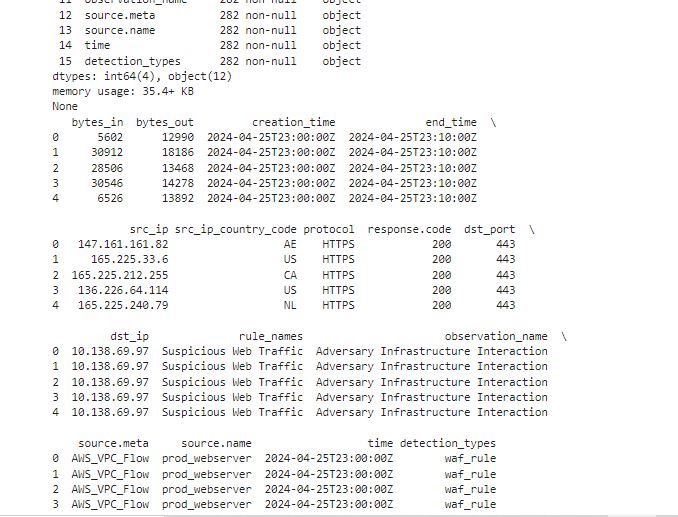 11 observation_name 282 non-null object
12 source.meta 282 non-null object
13 source.name 282 non-null object
14 time 282 non-null object
15 detection_types 282 non-null object
dtypes: int64(4), object(12)
memory usage: 35.4+ KB
None
bytes_in bytes_out creation_time end_time \
0 5602 12990 2024-04-25T23:00:00Z 2024-04-25T23:10:00Z
1 30912 18186 2024-04-25T23:00:00Z 2024-04-25T23:10:00Z
2 28506 13468 2024-04-25T23:00:00Z 2024-04-25T23:10:00Z
3 30546 14278 2024-04-25T23:00:00Z 2024-04-25T23:10:00Z
4 6526 13892 2024-04-25T23:00:00Z 2024-04-25T23:10:00Z
src_ip src_ip_country_code protocol response.code dst_port \
0 147.161.161.82 AE HTTPS 200 443
1 165.225.33.6 US HTTPS 200 443
2 165.225.212.255 CA HTTPS 200 443
3 136.226.64.114 US HTTPS 200 443
4 165.225.240.79 NL HTTPS 200 443
dst_ip rule_names observation_name \
0 10.138.69.97 Suspicious Web Traffic Adversary Infrastructure Interaction
1 10.138.69.97 Suspicious Web Traffic Adversary Infrastructure Interaction
2 10.138.69.97 Suspicious Web Traffic Adversary Infrastructure Interaction
3 10.138.69.97 Suspicious Web Traffic Adversary Infrastructure Interaction
4 10.138.69.97 Suspicious Web Traffic Adversary Infrastructure Interaction
source.meta source.name time detection_types
0 AWS_VPC_Flow prod_webserver 2024-04-25T23:00:00Z waf_rule
1 AWS_VPC_Flow prod_webserver 2024-04-25T23:00:00Z waf_rule
2 AWS_VPC_Flow prod_webserver 2024-04-25T23:00:00Z waf_rule
3 AWS_VPC_Flow prod_webserver 2024-04-25T23:00:00Z waf_rule